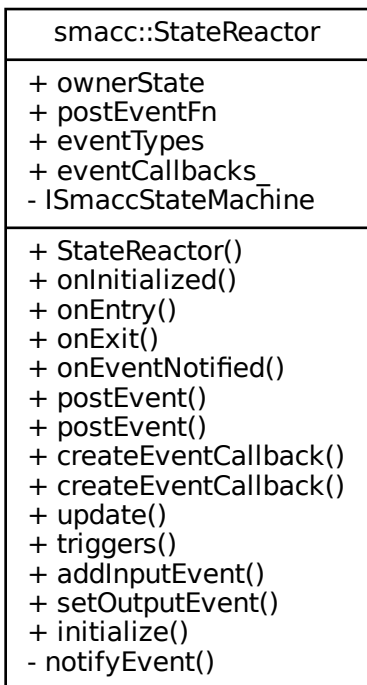 smacc::StateReactor
+ ownerState
+ postEventFn
+ eventTypes
+ eventCallbacks_
- ISmaccStateMachine
+ StateReactor()
+ onInitialized()
+ onEntry()
+ onExit()
+ onEventNotified()
+ postEvent()
+ postEvent()
+ createEventCallback()
+ createEventCallback()
+ update()
+ triggers()
+ addInputEvent()
+ setOutputEvent()
+ initialize()
- notifyEvent()